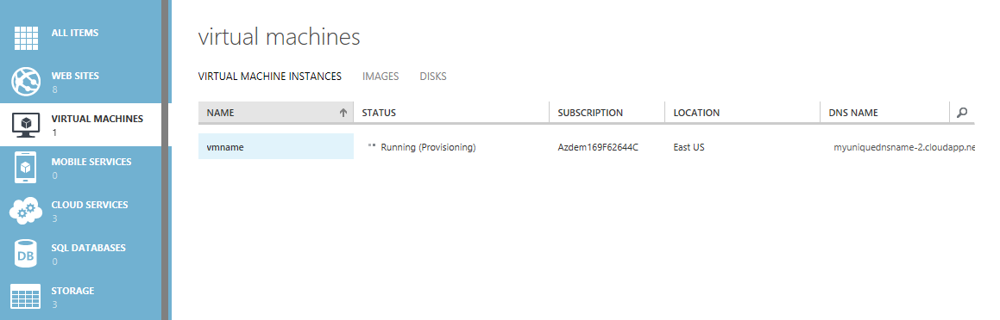 ALL ITEMS
WEB SITES
8
VIRTUAL MACHINES
1
MOBILE SERVICES
0
CLOUD SERVICES
3
DB
SQL DATABASES
0
STORAGE
3
virtual machines
VIRTUAL MACHINE INSTANCES IMAGES DISKS
NAME STATUS SUBSCRIPTION LOCATION DNS NAME
vmname Running (Provisioning) Azdem169F62644C East US myuniquednsname-2.cloudapp.ne